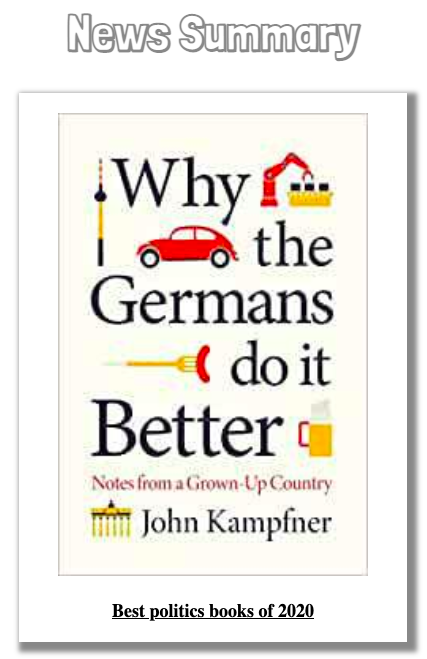 News Summary
Why
the
Germans
do it
Better
Notes from a Grown-Up Country
John Kampfner
Best politics books of 2020